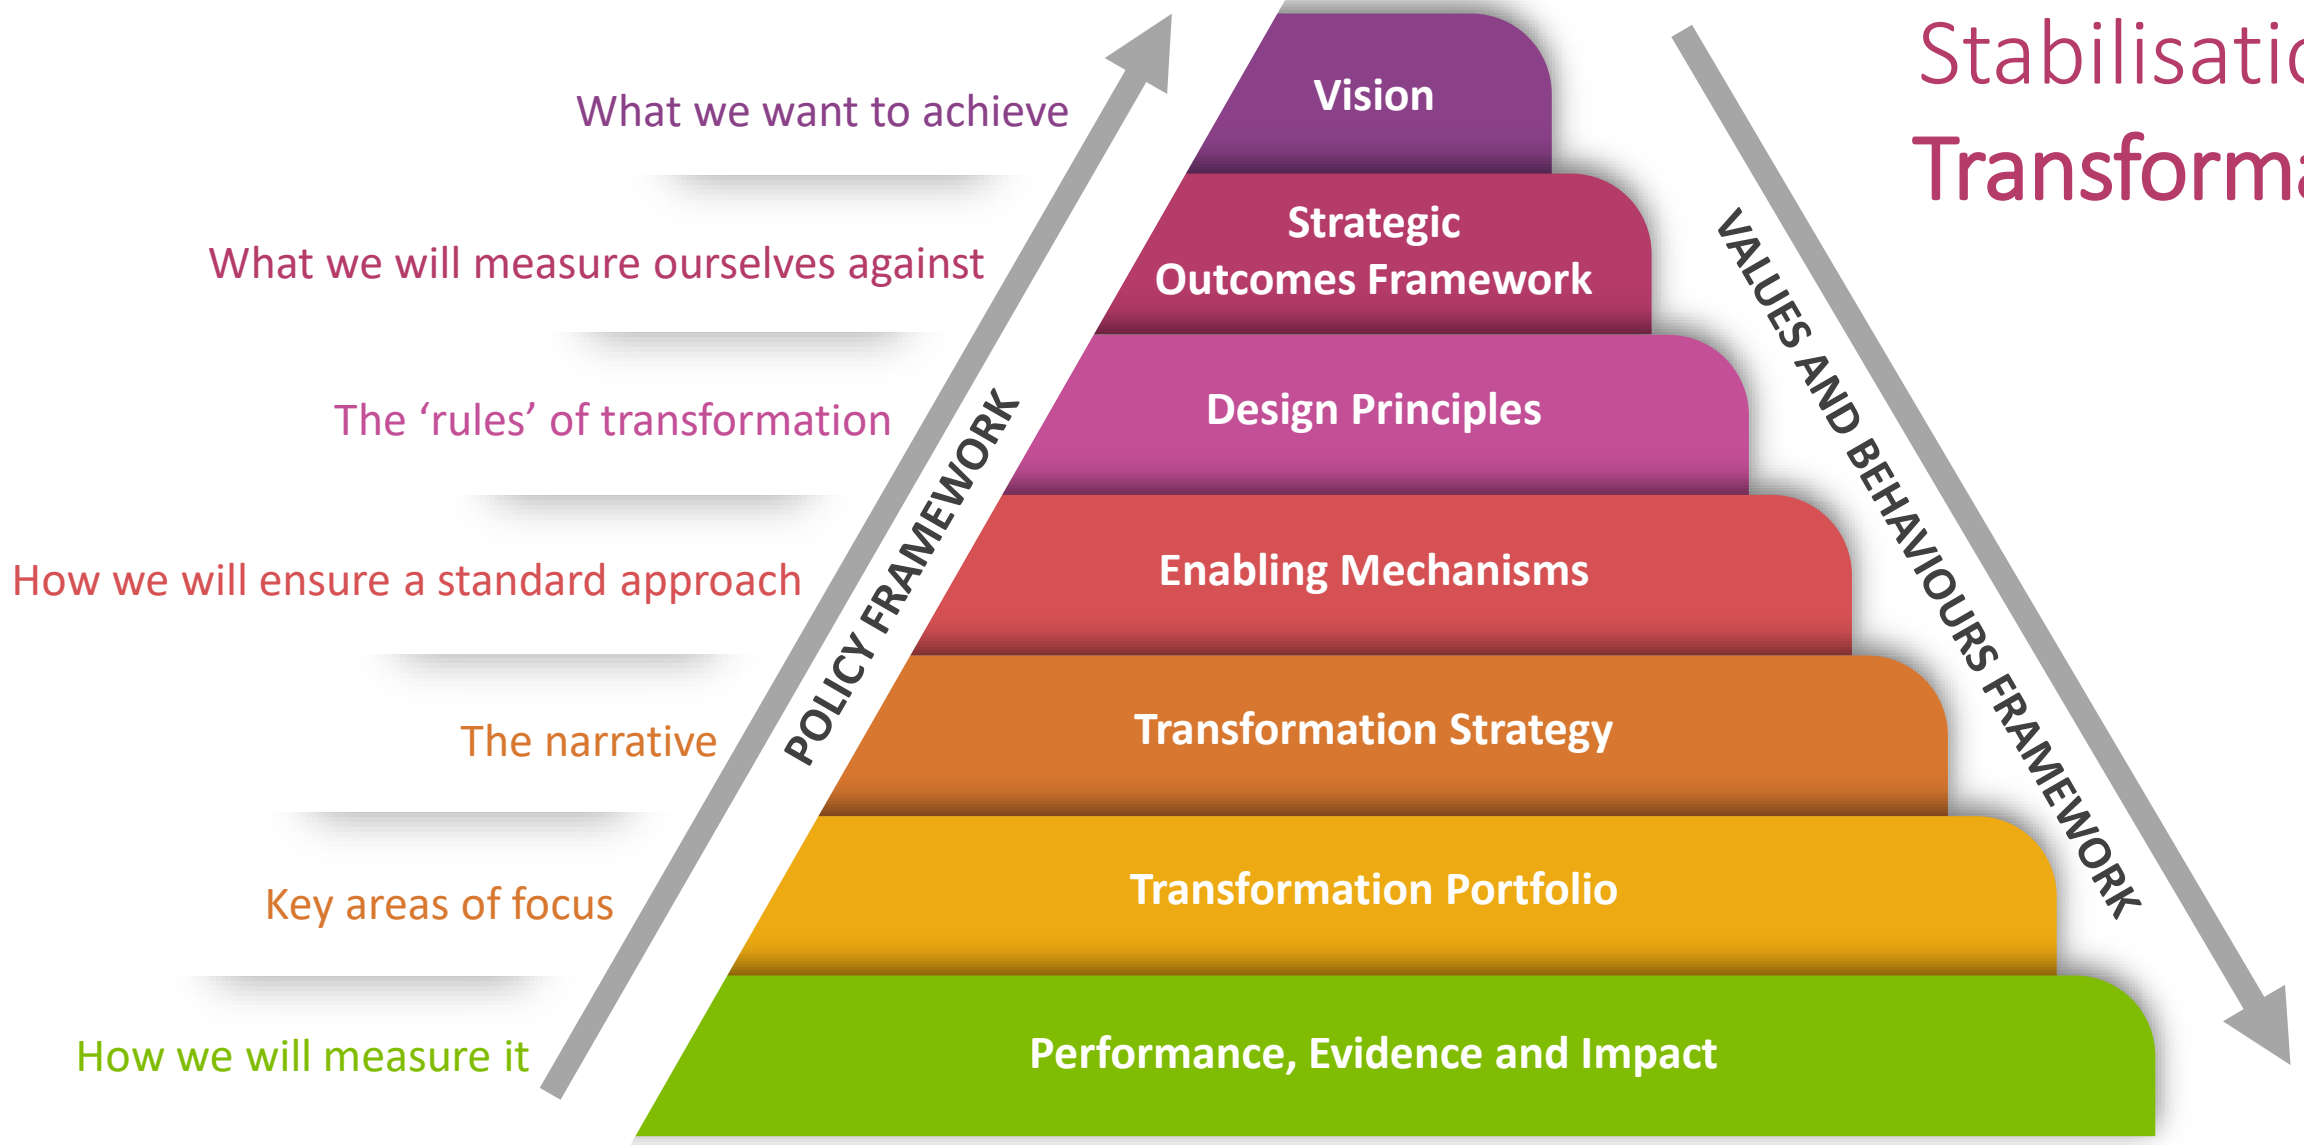 What we want to achieve
What we will measure ourselves against
The ‘rules’ of transformation
How we will ensure a standard approach
The narrative
Key areas of focus
How we will measure it
POLICY FRAMEWORK
Vision
Strategic
Outcomes Framework
Design Principles
Enabling Mechanisms
Transformation Strategy
Transformation Portfolio
Performance, Evidence and Impact
VALUES AND BEHAVIOURS FRAMEWORK